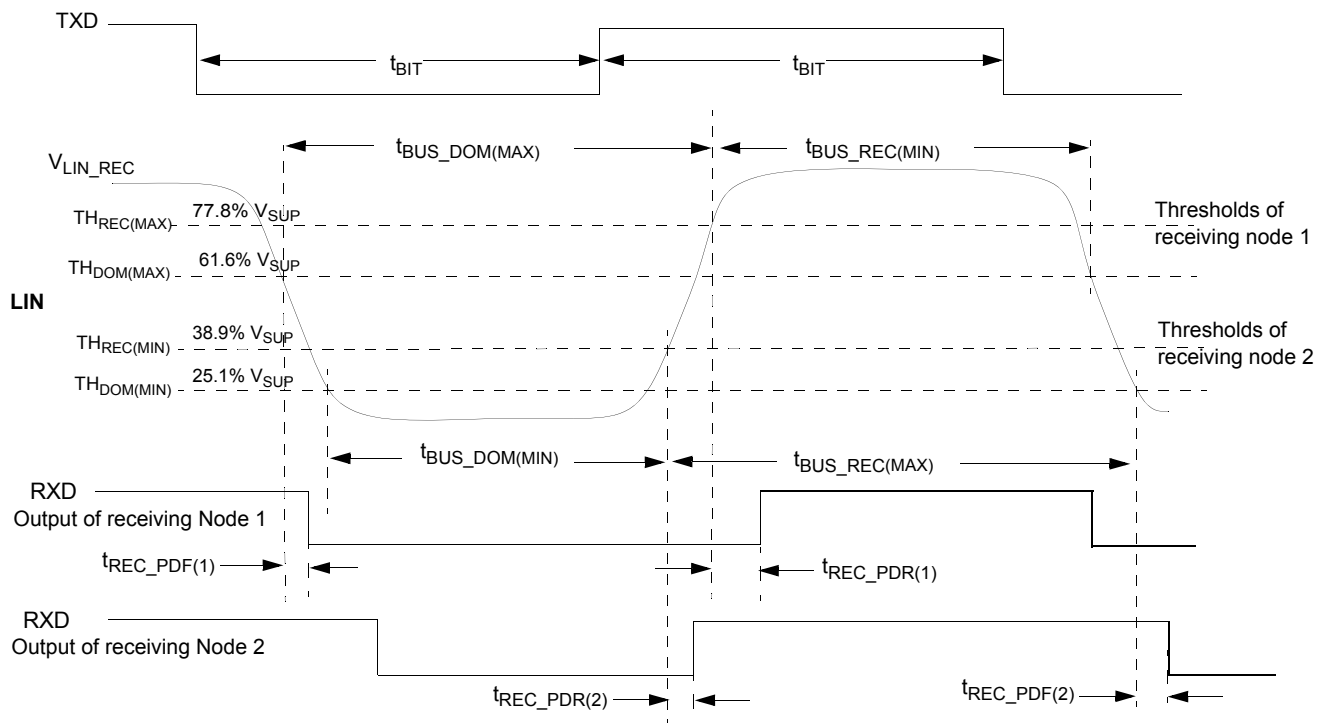 TXD
tBIT
tBIT
tBUS_DOM(MAX)
tBUS_REC(MIN)
VLIN_REC
THREC(MAX)
77.8% VSUP
Thresholds of
receiving node 1
THDOM(MAX)
61.6% VSUP
LIN
THREC(MIN)
38.9% VSUP
Thresholds of
receiving node 2
THDOM(MIN)
25.1% VSUP
tBUS_DOM(MIN)
tBUS_REC(MAX)
RXD
Output of receiving Node 1
tREC_PDF(1)
tREC_PDR(1)
RXD
Output of receiving Node 2
tREC_PDR(2)
tREC_PDF(2)